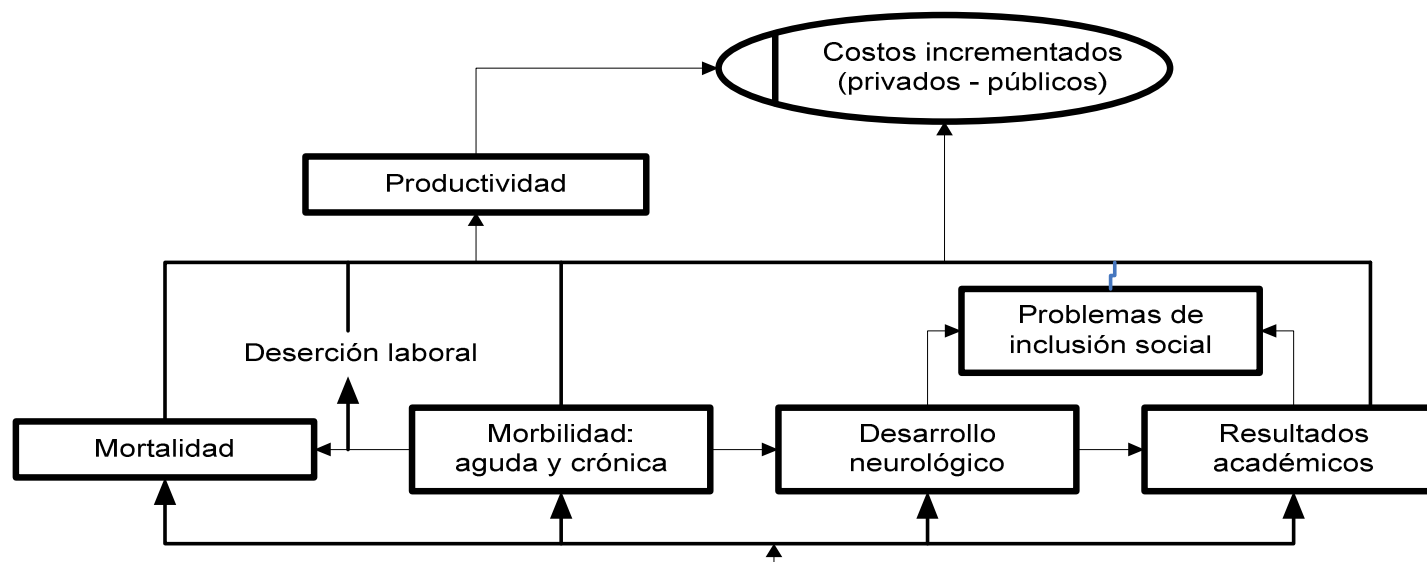 Costos incrementados
(privados - públicos)
Productividad
Problemas de
inclusión social
Deserción laboral
Mortalidad
Morbilidad:
aguda y crónica
Desarrollo
neurológico
Resultados
académicos